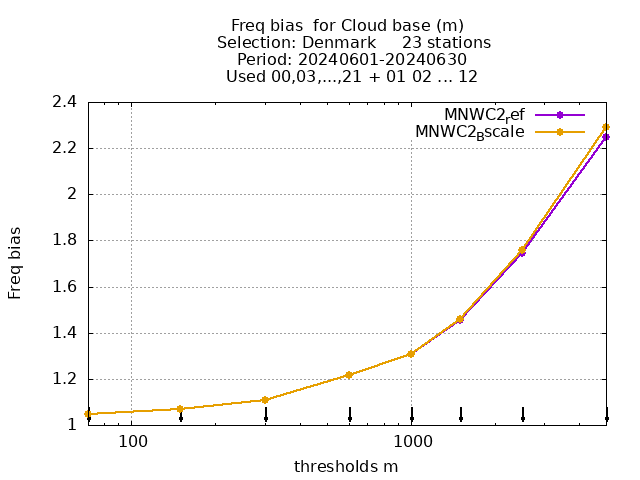 Freq bias  for Cloud base (m)
Selection: Denmark     23 stations
Period: 20240601-20240630
Used 00,03,...,21 + 01 02 ... 12
MNWC2ref
MNWC2Bscale
2.4
2.2
2
1.8
1.6
1.4
1.2
1
Freq bias
100 1000
thresholds m